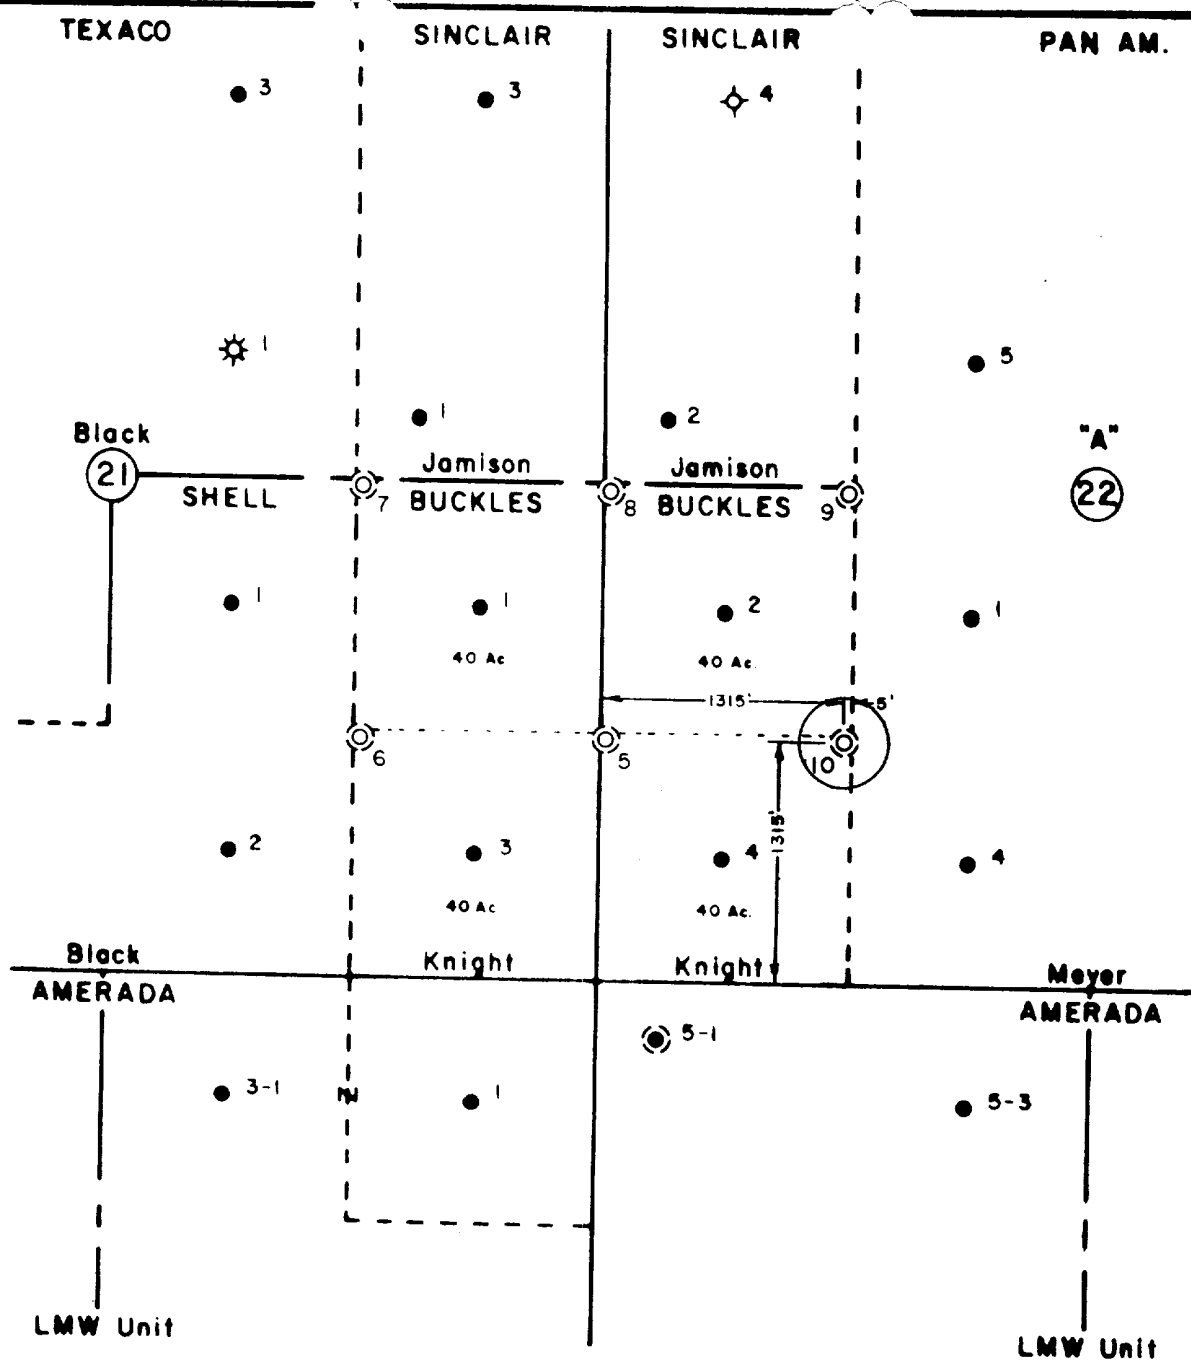 TEXACO SINCLAIR SINCLAIR PAN AM.
3 3 4
1 5
1 2
Black "A"
21 Jamison Jamison 22
SHELL 7 BUCKLES 8 BUCKLES 9
1 1 2 1
40 Ac 40 Ac.
1315' 5'
6 5 10
1315'
2 3 4 4
40 Ac 40 Ac.
Black Knight Knight Meyer
AMERADA AMERADA
5-1
3-1 1 5-3
LMW Unit LMW Unit